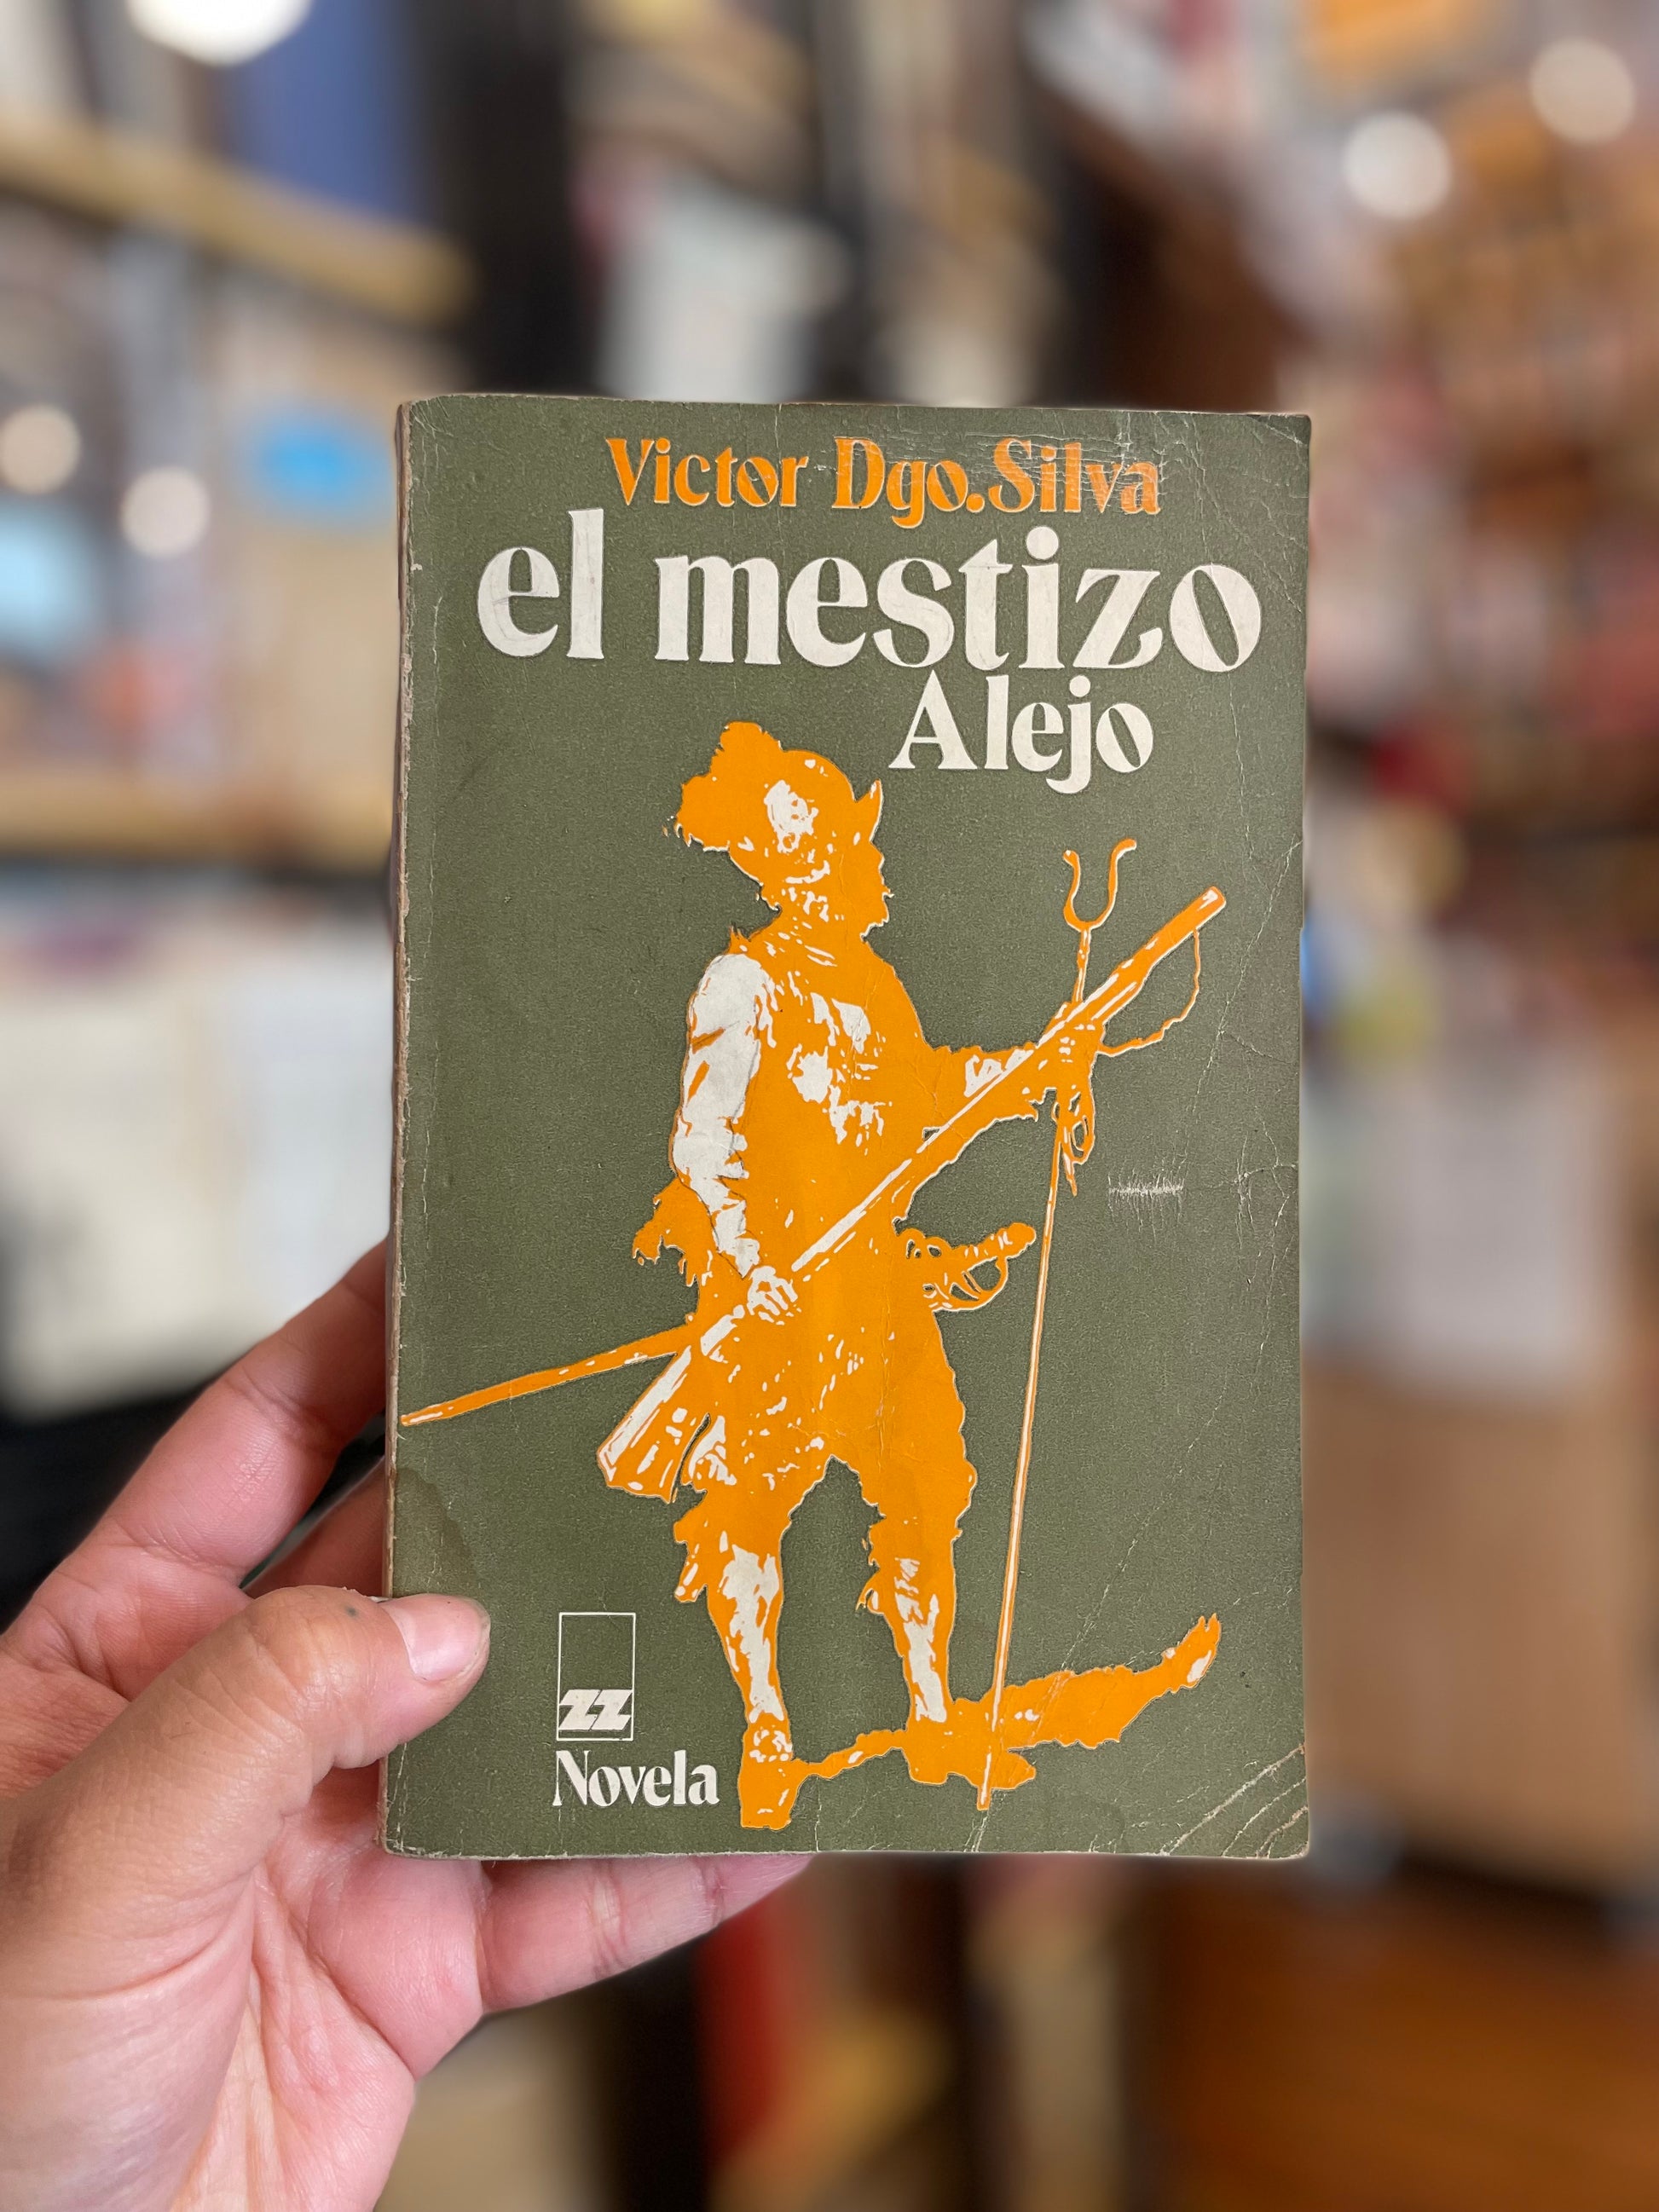 Victor Dgo.Silva
el mestizo
Alejo
ZZ
Novela